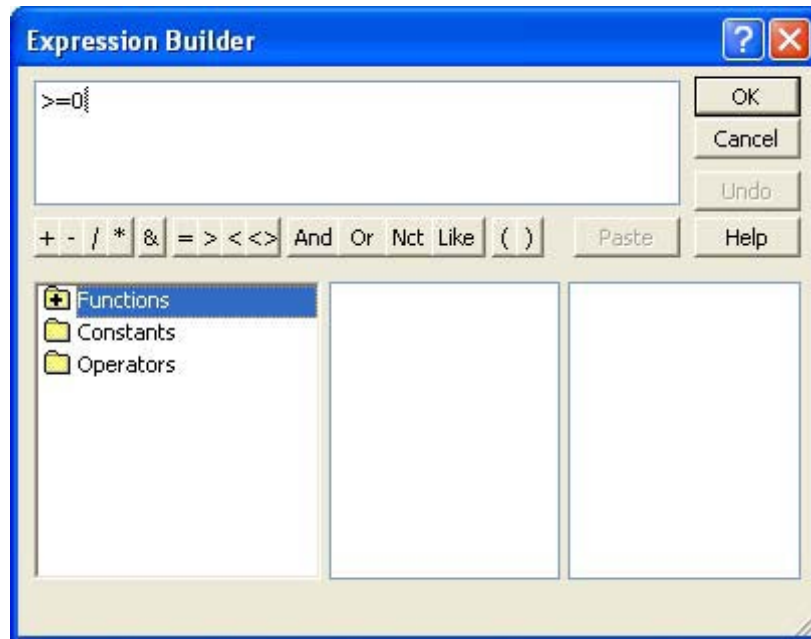 Expression Builder
>=0
OK
Cancel
Undo
+ - / * & = > < <> And Or Not Like ( ) Paste Help
Functions
Constants
Operators